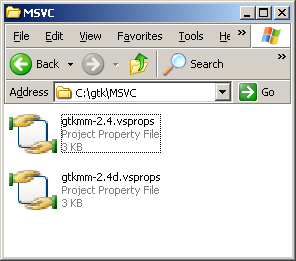 MSVC
File Edit View Favorites Tools He »
Back Search
Address C:\gtk\MSVC Go
gtkmm-2.4.vsprops
Project Property File
3 KB
gtkmm-2.4d.vsprops
Project Property File
3 KB